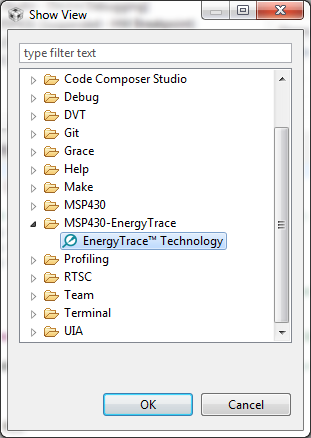 Show View
type filter text
Code Composer Studio
Debug
DVT
Git
Grace
Help
Make
MSP430
MSP430-EnergyTrace
EnergyTrace™ Technology
Profiling
RTSC
Team
Terminal
UIA
OK
Cancel